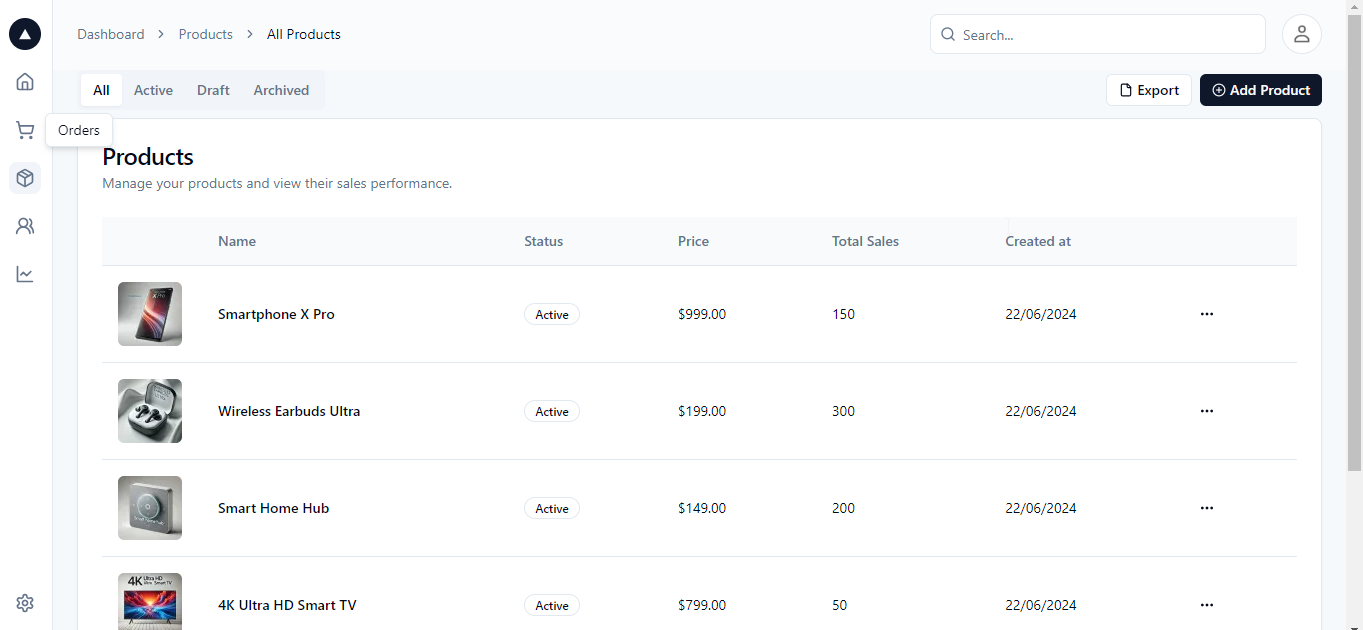 Dashboard > Products > All Products
Search...
All Active Draft Archived
Export
Add Product
Orders
Products
Manage your products and view their sales performance.
Name Status Price Total Sales Created at
Smartphone X Pro Active $999.00 150 22/06/2024 ...
Wireless Earbuds Ultra Active $199.00 300 22/06/2024 ...
Smart Home Hub Active $149.00 200 22/06/2024 ...
4K Ultra HD
Smart TV
4K Ultra HD Smart TV Active $799.00 50 22/06/2024 ...